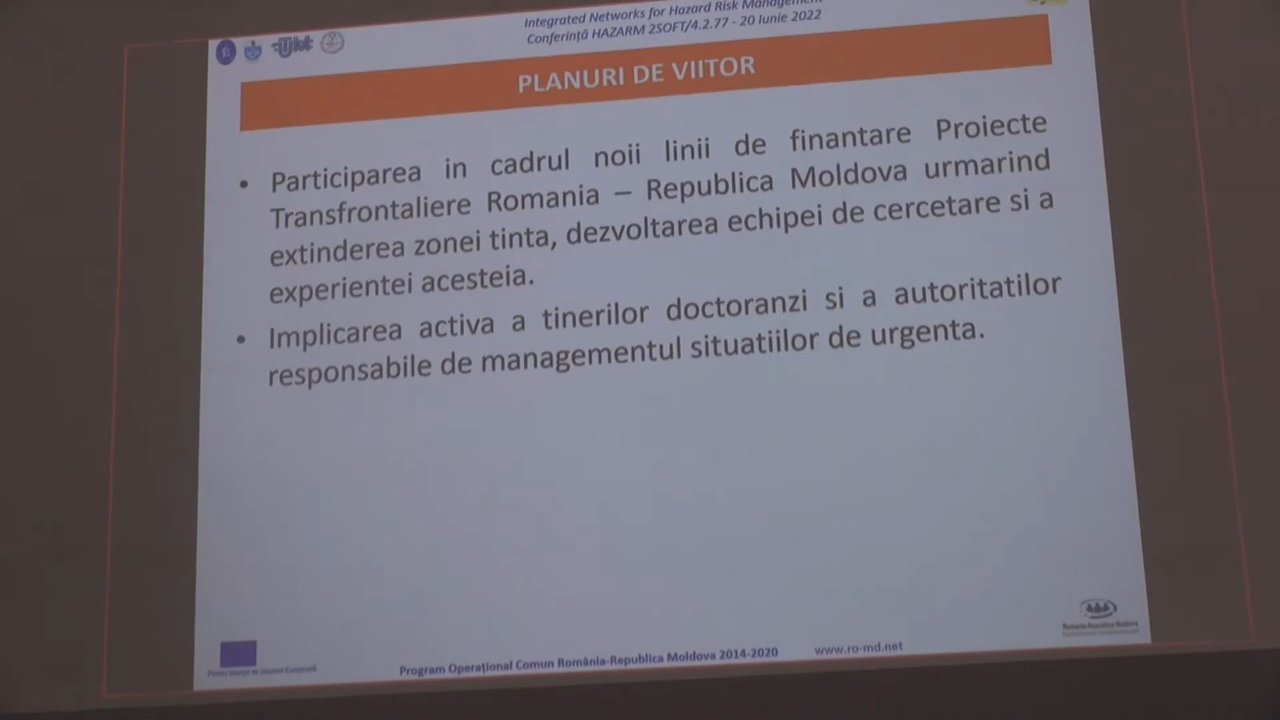 Integrated Networks for Hazard Risk Management
Conferință HAZARM 2SOFT/4.2.77 - 20 Iunie 2022
PLANURI DE VIITOR
• Participarea in cadrul noii linii de finantare Proiecte
Transfrontaliere Romania – Republica Moldova urmarind
extinderea zonei tinta, dezvoltarea echipei de cercetare si a
experientei acesteia.
• Implicarea activa a tinerilor doctoranzi si a autoritatilor
responsabile de managementul situatiilor de urgenta.
Romania-Republica Moldova
Program Operațional Comun România-Republica Moldova 2014-2020
www.ro-md.net